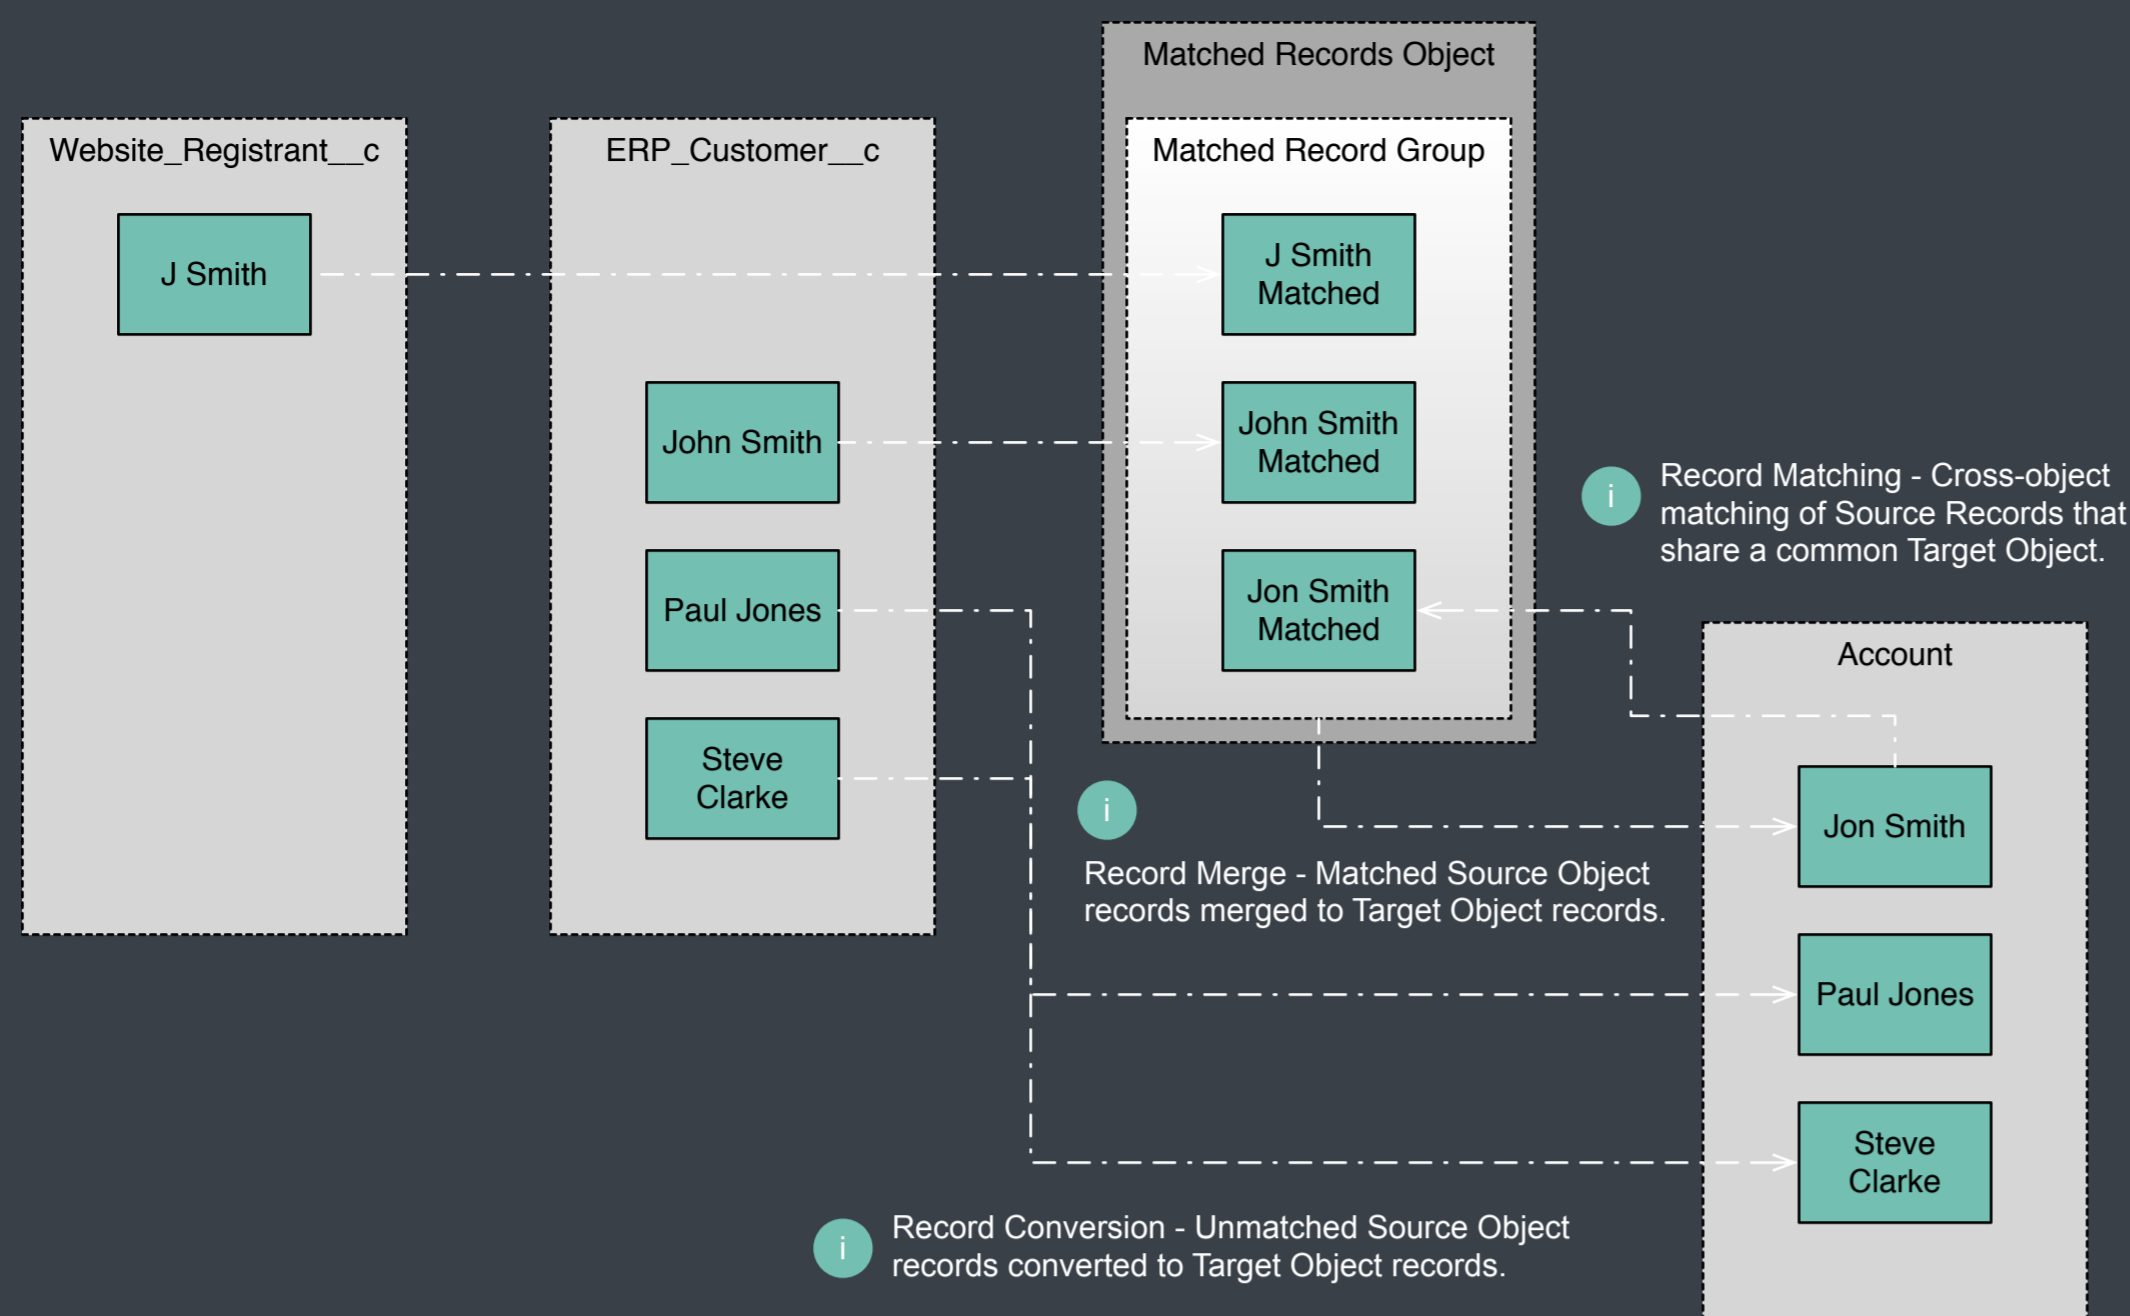 Matched Records Object
Website_Registrant__c
ERP_Customer__c
Matched Record Group
J Smith
J Smith
Matched
John Smith
John Smith
Matched
i
Record Matching - Cross-object
matching of Source Records that
share a common Target Object.
Paul Jones
Jon Smith
Matched
Account
Steve
Clarke
i
Record Merge - Matched Source Object
records merged to Target Object records.
Jon Smith
Paul Jones
Steve
Clarke
i
Record Conversion - Unmatched Source Object
records converted to Target Object records.